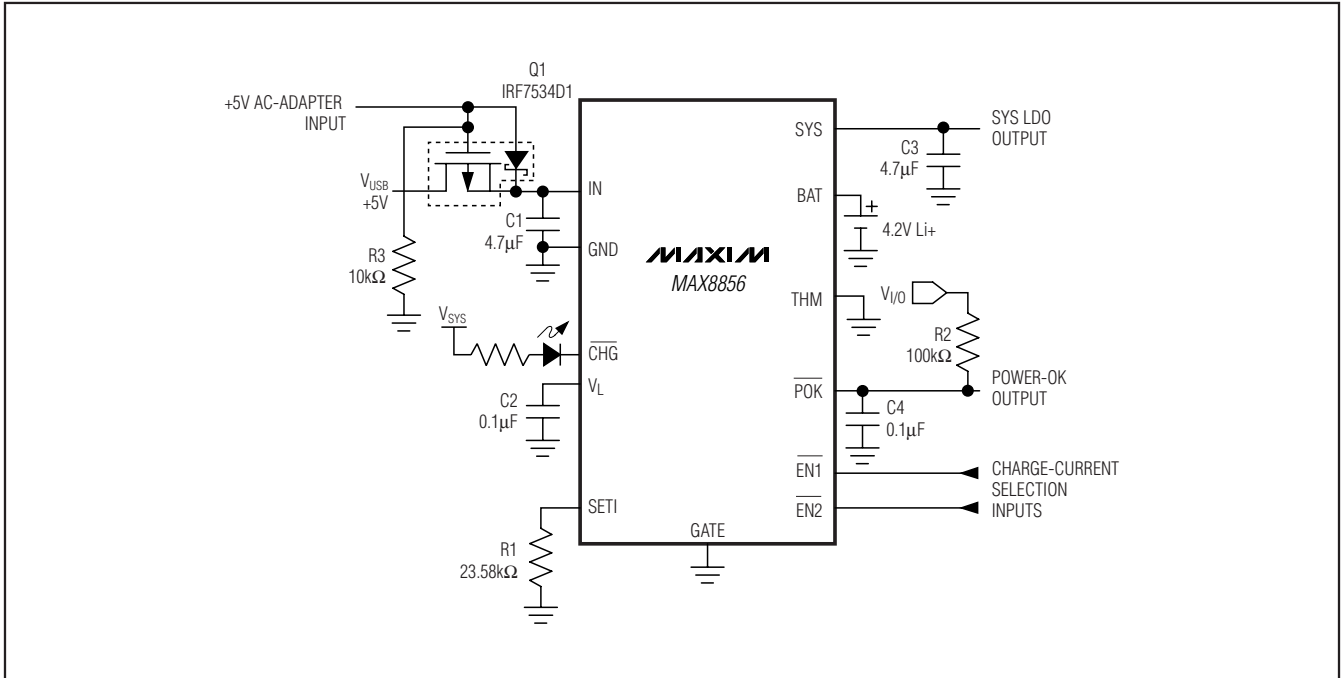 Q1
IRF7534D1
+5V AC-ADAPTER
INPUT
VUSB
+5V
R3
10kΩ
C1
4.7μF
IN
GND
VSYS
CHG
VL
C2
0.1μF
SETI
R1
23.58kΩ
GATE
MAXIM
MAX8856
SYS
C3
4.7μF
SYS LDO
OUTPUT
BAT
+
4.2V Li+
THM
VI/O
R2
100kΩ
POK
C4
0.1μF
POWER-OK
OUTPUT
EN1
EN2
CHARGE-CURRENT
SELECTION
INPUTS